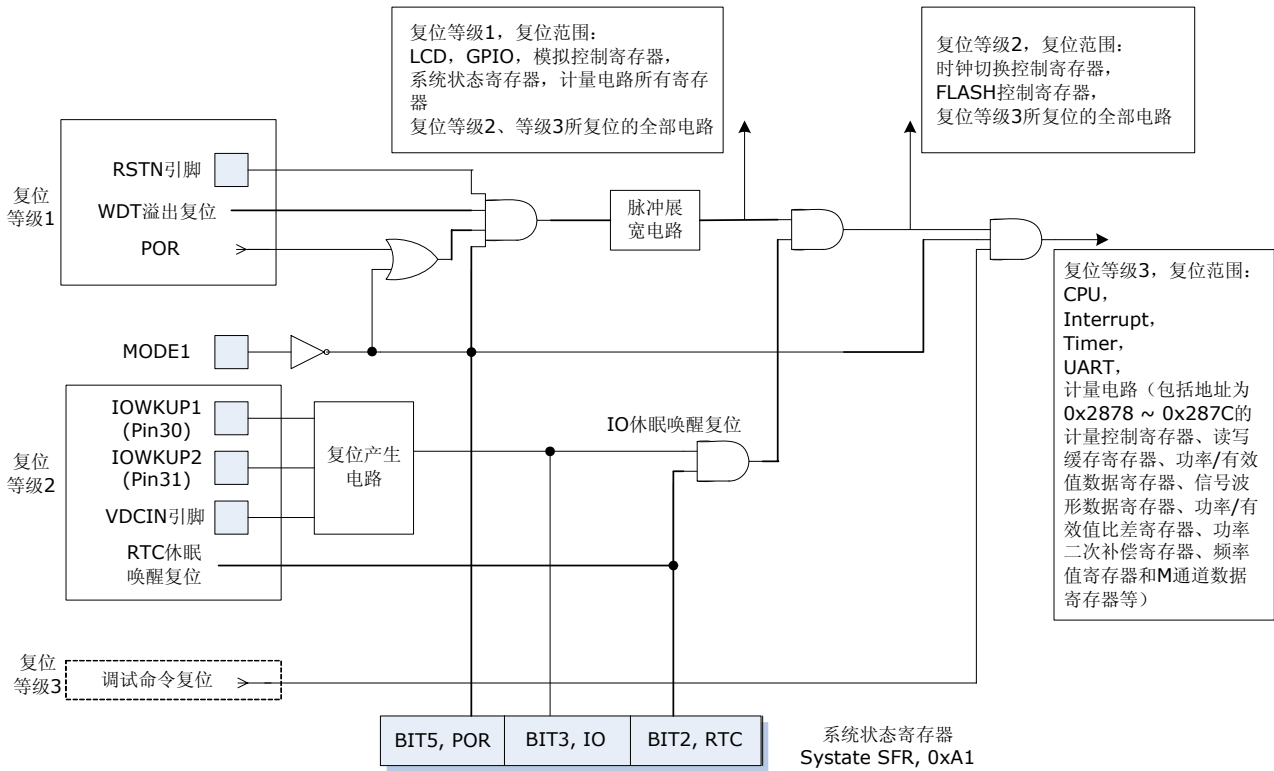 复位等级1，复位范围：
LCD，GPIO，模拟控制寄存器，
系统状态寄存器，计量电路所有寄存
器
复位等级2、等级3所复位的全部电路
复位等级2，复位范围：
时钟切换控制寄存器，
FLASH控制寄存器，
复位等级3所复位的全部电路
复位
等级1
RSTN引脚
WDT溢出复位
POR
脉冲展
宽电路
MODE1
复位等级3，复位范围：
CPU，
Interrupt，
Timer，
UART，
计量电路（包括地址为
0x2878 ~ 0x287C的
计量控制寄存器、读写
缓存寄存器、功率/有效
值数据寄存器、信号波
形数据寄存器、功率/有
效值比差寄存器、功率
二次补偿寄存器、频率
值寄存器和M通道数据
寄存器等）
复位
等级2
IOWKUP1
(Pin30)
IOWKUP2
(Pin31)
VDCIN引脚
RTC休眠
唤醒复位
复位产生
电路
IO休眠唤醒复位
复位
等级3
调试命令复位
BIT5, POR
BIT3, IO
BIT2, RTC
系统状态寄存器
Systate SFR, 0xA1